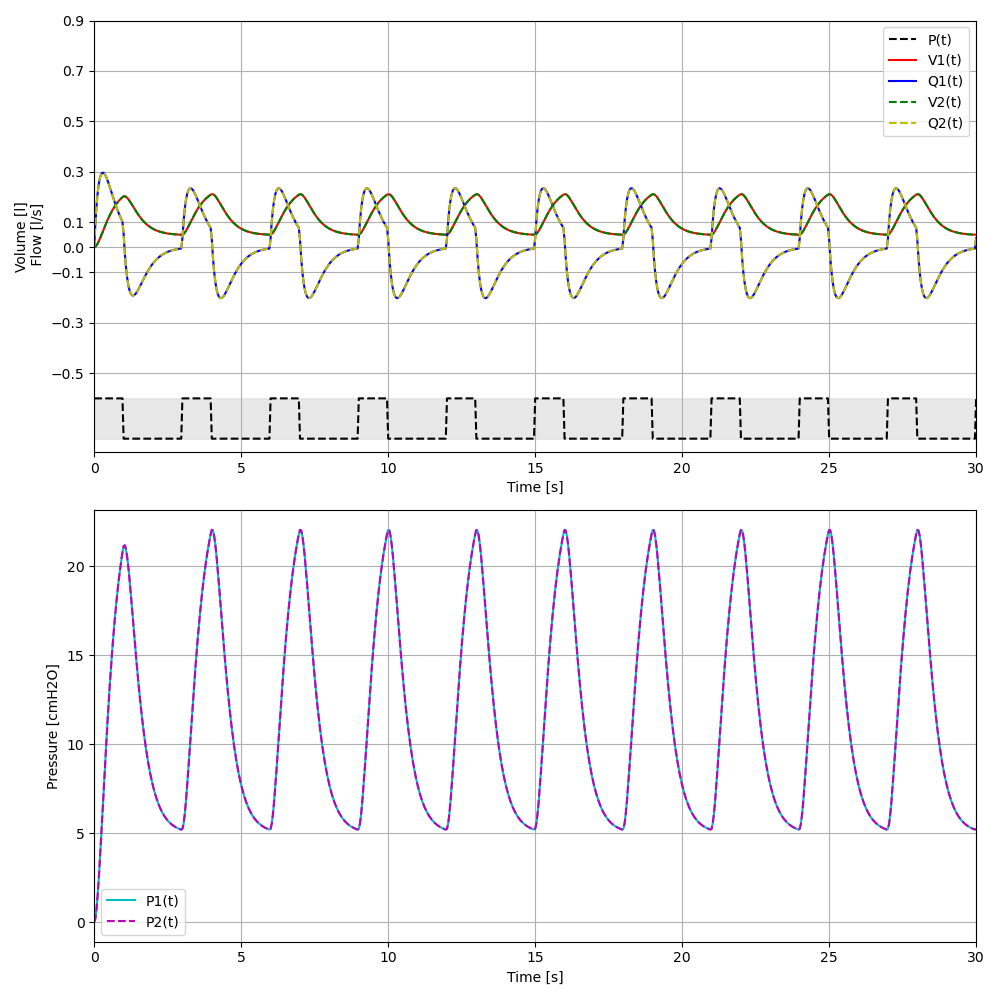 0.9
0.7
0.5
0.3
0.1
0.0
−0.1
−0.3
−0.5
Volume [l]
Flow [l/s]
P(t)
V1(t)
Q1(t)
V2(t)
Q2(t)
0 5 10 15 20 25 30
Time [s]
20
15
10
5
0
Pressure [cmH2O]
P1(t)
P2(t)
0 5 10 15 20 25 30
Time [s]